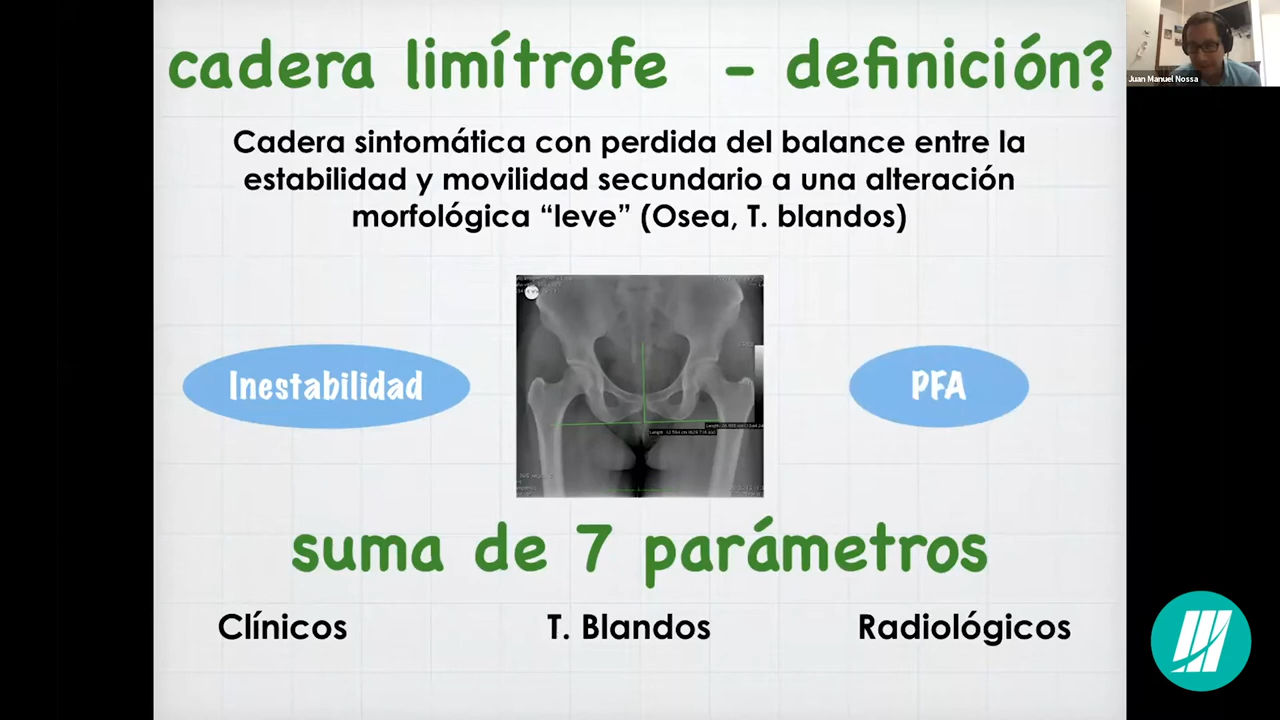 cadera limítrofe - definición?
Juan Manuel Nossa
Cadera sintomática con perdida del balance entre la
estabilidad y movilidad secundario a una alteración
morfológica “leve” (Osea, T. blandos)
Inestabilidad
PFA
suma de 7 parámetros
Clínicos
T. Blandos
Radiológicos